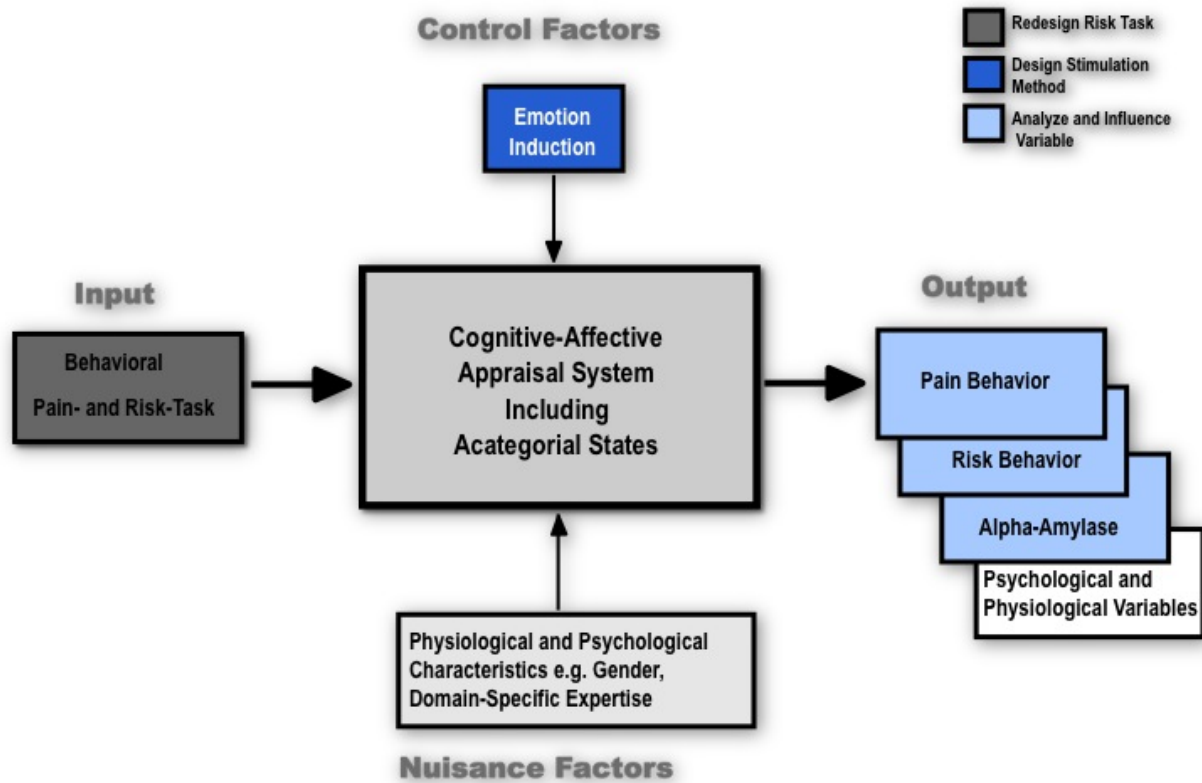 Control Factors
Redesign Risk Task
Design Stimulation
Method
Analyze and Influence
Variable
Emotion
Induction
Input
Behavioral
Pain- and Risk-Task
Cognitive-Affective
Appraisal System
Including
Acategorial States
Output
Pain Behavior
Risk Behavior
Alpha-Amylase
Psychological and
Physiological Variables
Physiological and Psychological
Characteristics e.g. Gender,
Domain-Specific Expertise
Nuisance Factors